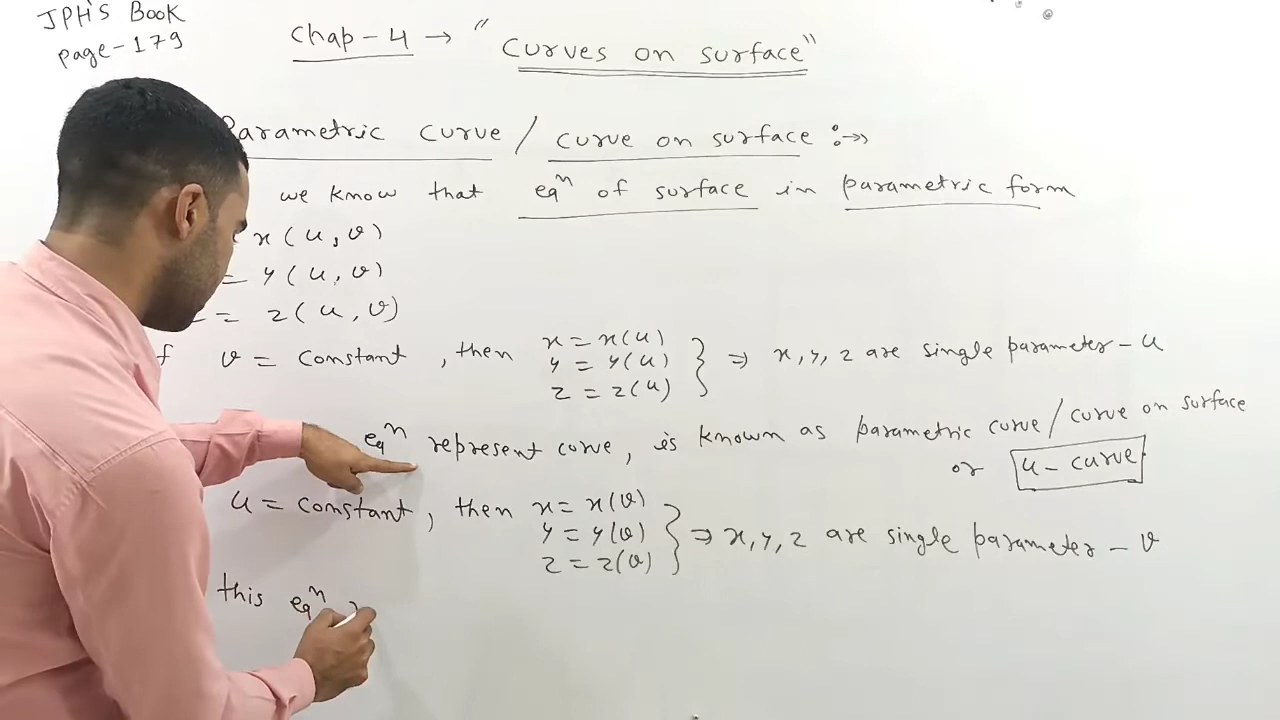 JPH'S Book
page-179
Chap-4 → "Curves on surface"
Parametric curve / curve on surface :→
we know that eqⁿ of surface in parametric form
x(u,v)
= y(u,v)
= z(u,v)
f v = constant, then x = x(u)
y = y(u)
z = z(u) } ⇒ x,y,z are single parameter - u
eqⁿ represent curve, is known as parametric curve/curve on surface
or u-curve
u = constant, then x = x(v)
y = y(v)
z = z(v) } ⇒ x,y,z are single parameter - v
this eqⁿ